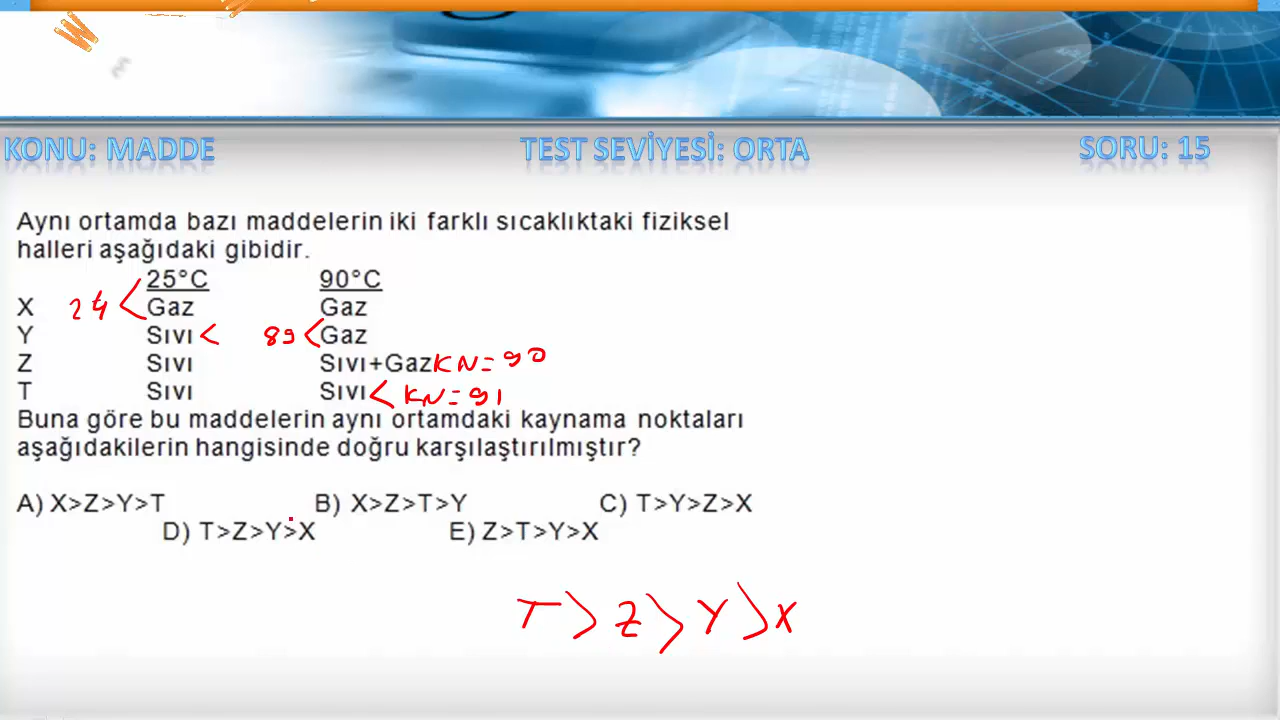 KONU: MADDE TEST SEVİYESİ: ORTA SORU: 15
Aynı ortamda bazı maddelerin iki farklı sıcaklıktaki fiziksel
halleri aşağıdaki gibidir.
25°C 90°C
X 24 < Gaz Gaz
Y Sıvı < 89 < Gaz
Z Sıvı Sıvı+Gaz KN=90
T Sıvı Sıvı < KN=91
Buna göre bu maddelerin aynı ortamdaki kaynama noktaları
aşağıdakilerin hangisinde doğru karşılaştırılmıştır?
A) X>Z>Y>T B) X>Z>T>Y C) T>Y>Z>X
D) T>Z>Y>X E) Z>T>Y>X
T>Z>Y>X